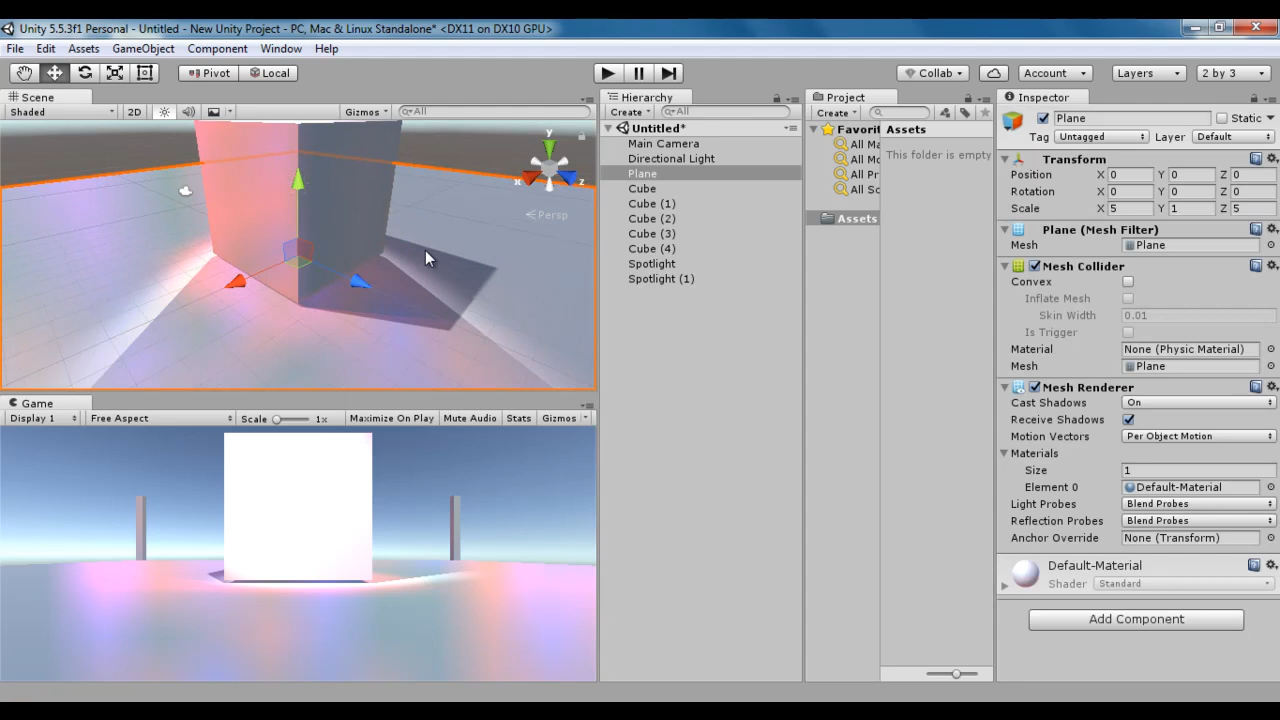 Unity 5.5.3f1 Personal - Untitled - New Unity Project - PC, Mac & Linux Standalone* <DX11 on DX10 GPU>
File Edit Assets GameObject Component Window Help
Pivot Local Collab Account Layers 2 by 3
Scene
Shaded 2D Gizmos All
y
x z
Persp
Game
Display 1 Free Aspect Scale 1x Maximize On Play Mute Audio Stats Gizmos
Hierarchy
Create All
Untitled*
Main Camera
Directional Light
Plane
Cube
Cube (1)
Cube (2)
Cube (3)
Cube (4)
Spotlight
Spotlight (1)
Project
Create
Favorit
All Ma
All Mo
All Pr
All Sc
Assets
Assets
This folder is empty
Inspector
Plane Static
Tag Untagged Layer Default
Transform
Position X 0 Y 0 Z 0
Rotation X 0 Y 0 Z 0
Scale X 5 Y 1 Z 5
Plane (Mesh Filter)
Mesh Plane
Mesh Collider
Convex
Inflate Mesh
Skin Width 0.01
Is Trigger
Material None (Physic Material)
Mesh Plane
Mesh Renderer
Cast Shadows On
Receive Shadows
Motion Vectors Per Object Motion
Materials
Size 1
Element 0 Default-Material
Light Probes Blend Probes
Reflection Probes Blend Probes
Anchor Override None (Transform)
Default-Material
Shader Standard
Add Component